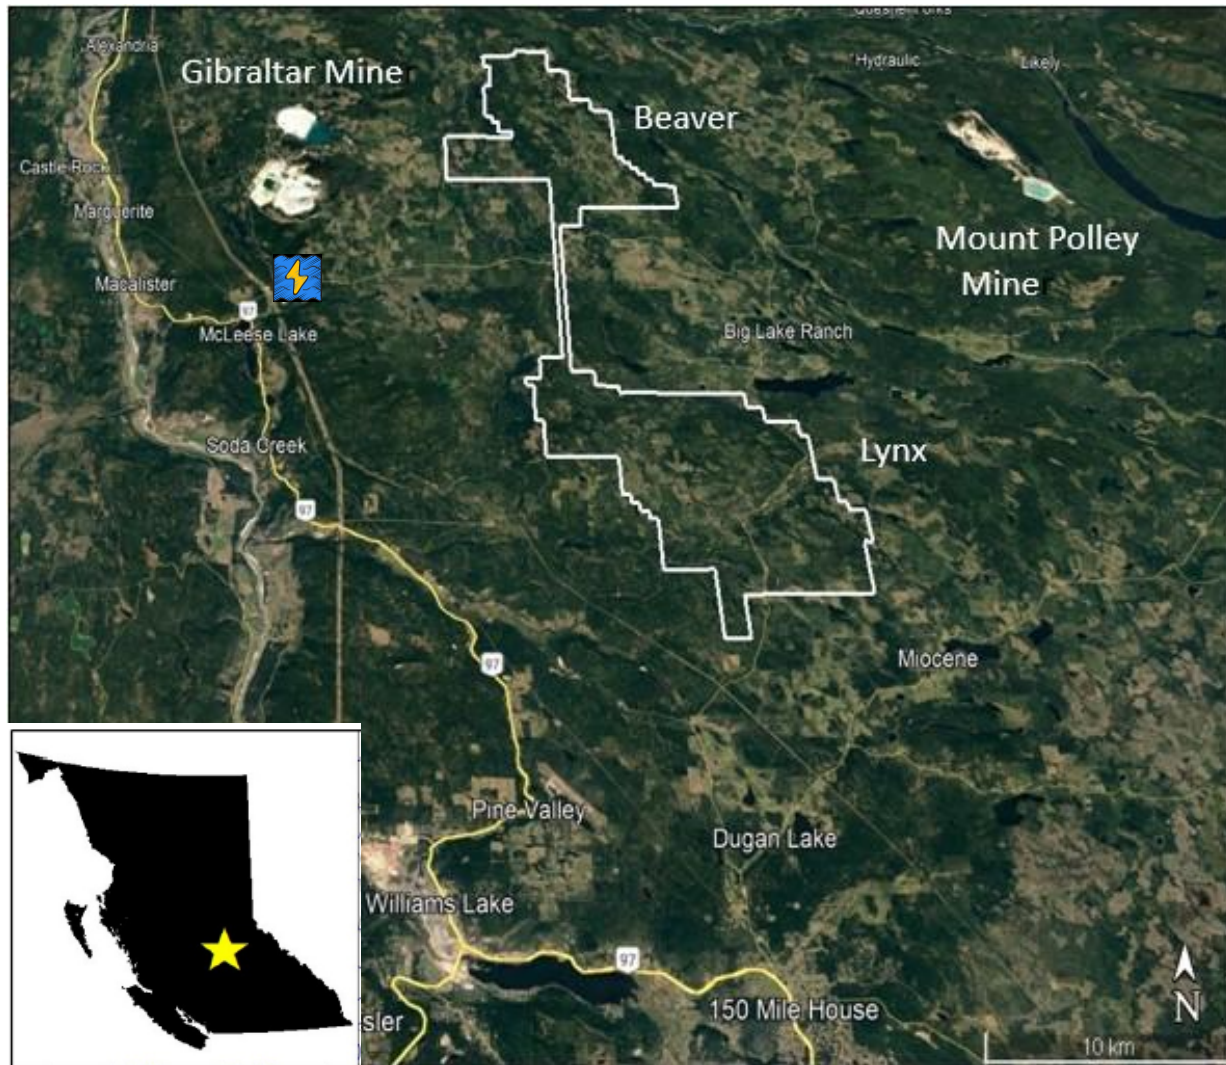 Quesnel Forks
Alexandria
Hydraulic
Likely
Gibraltar Mine
Beaver
Castle Rock
Marguerite
Mount Polley
Mine
Macalister
97
McLeese Lake
Big Lake Ranch
Soda Creek
Lynx
97
97
Miocene
Pine Valley
Dugan Lake
Williams Lake
97
150 Mile House
sler
N
10 km